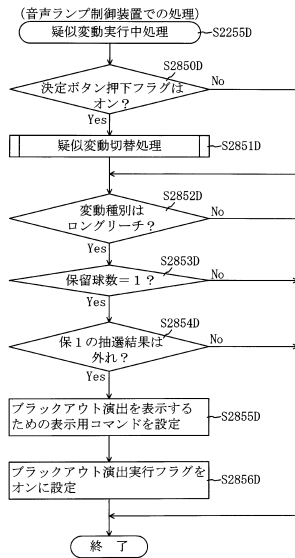 (音声ランプ制御装置での処理)
疑似変動実行中処理
S2255D
S2850D
決定ボタン押下フラグは
オン？
No
Yes
疑似変動切替処理
S2851D
S2852D
変動種別は
ロングリーチ？
No
Yes
S2853D
保留球数＝1？
No
Yes
S2854D
保1の抽選結果は
外れ？
No
Yes
ブラックアウト演出を表示する
ための表示用コマンドを設定
S2855D
ブラックアウト演出実行フラグを
オンに設定
S2856D
終了